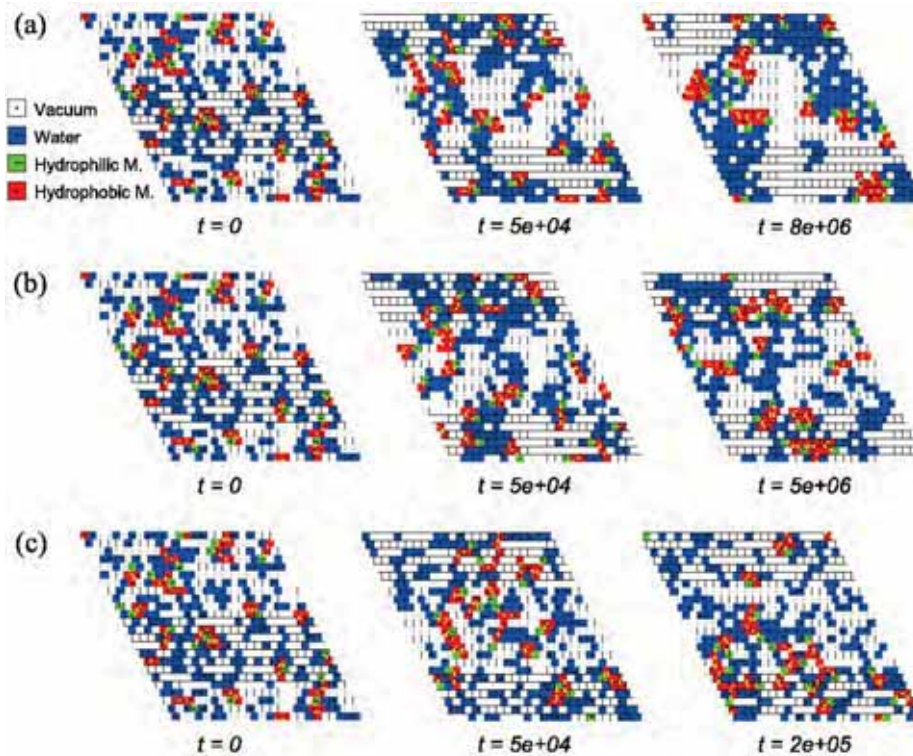 (a)
Vacuum
Water
Hydrophilic M.
Hydrophobic M.
t = 0
t = 5e+04
t = 8e+06
(b)
t = 0
t = 5e+04
t = 5e+06
(c)
t = 0
t = 5e+04
t = 2e+05